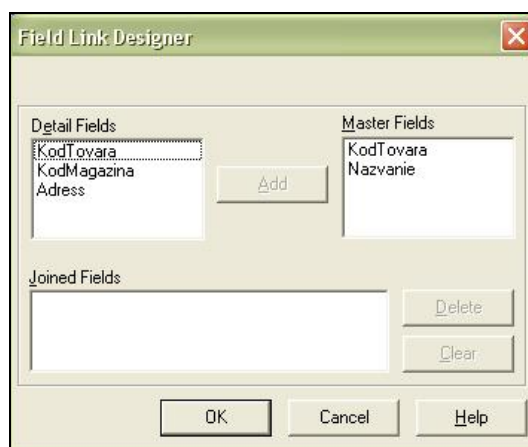 Field Link Designer
Detail Fields
KodTovara
KodMagazina
Adress
Add
Master Fields
KodTovara
Nazvanie
Joined Fields
Delete
Clear
OK
Cancel
Help